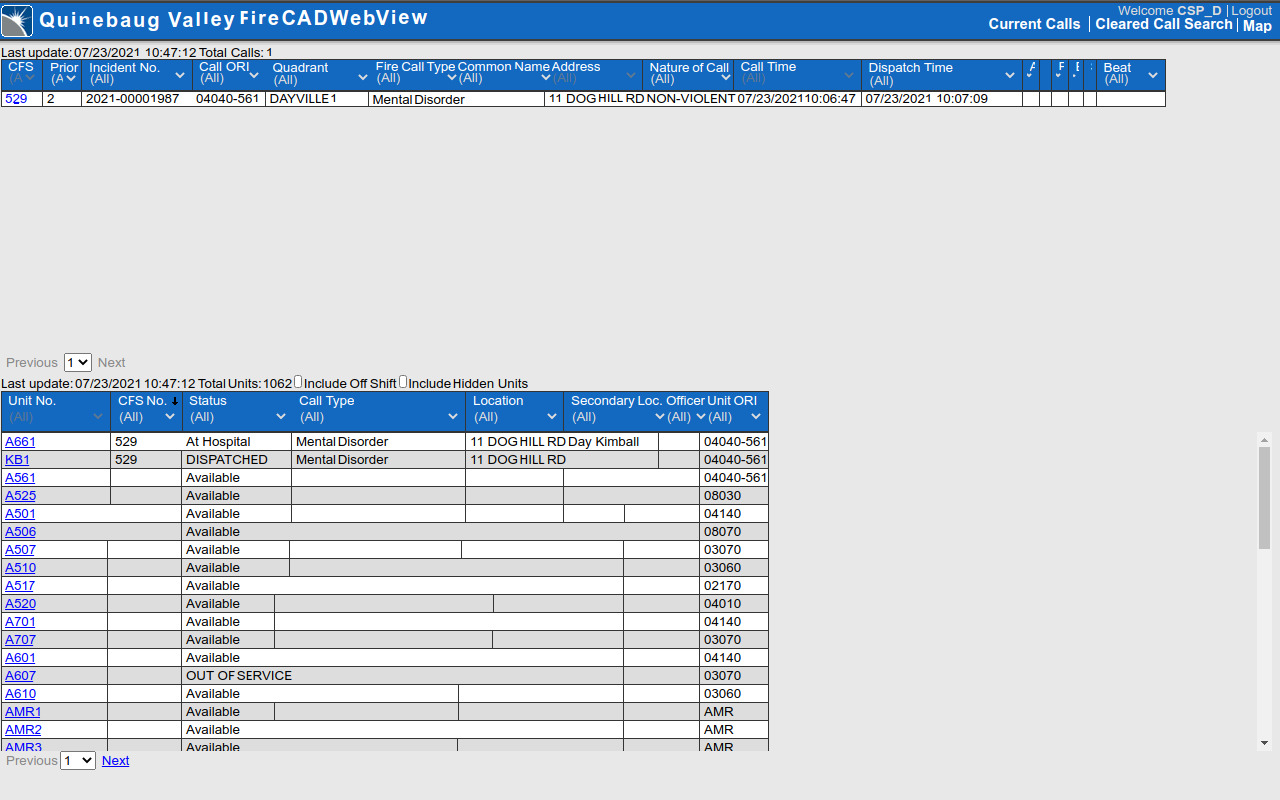 Quinebaug Valley FireCADWebView
Welcome CSP_D | Logout
Current Calls | Cleared Call Search | Map
Last update: 07/23/2021 10:47:12 Total Calls: 1
CFS Prior Incident No. Call ORI Quadrant Fire Call Type Common Name Address Nature of Call Call Time Dispatch Time Beat
(A (A (All) (All) (All) (All) (All) (All) (All) (All) (All) (All)
529 2 2021-00001987 04040-561 DAYVILLE1 Mental Disorder 11 DOG HILL RD NON-VIOLENT 07/23/2021 10:06:47 07/23/2021 10:07:09
Previous 1 Next
Last update: 07/23/2021 10:47:12 Total Units: 1062 Include Off Shift Include Hidden Units
Unit No. CFS No. Status Call Type Location Secondary Loc. Officer Unit ORI
(All) (All) (All) (All) (All) (All) (All) (All)
A661 529 At Hospital Mental Disorder 11 DOG HILL RD Day Kimball 04040-561
KB1 529 DISPATCHED Mental Disorder 11 DOG HILL RD 04040-561
A561 Available 04040-561
A525 Available 08030
A501 Available 04140
A506 Available 08070
A507 Available 03070
A510 Available 03060
A517 Available 02170
A520 Available 04010
A701 Available 04140
A707 Available 03070
A601 Available 04140
A607 OUT OF SERVICE 03070
A610 Available 03060
AMR1 Available AMR
AMR2 Available AMR
AMR3 Available AMR
Previous 1 Next